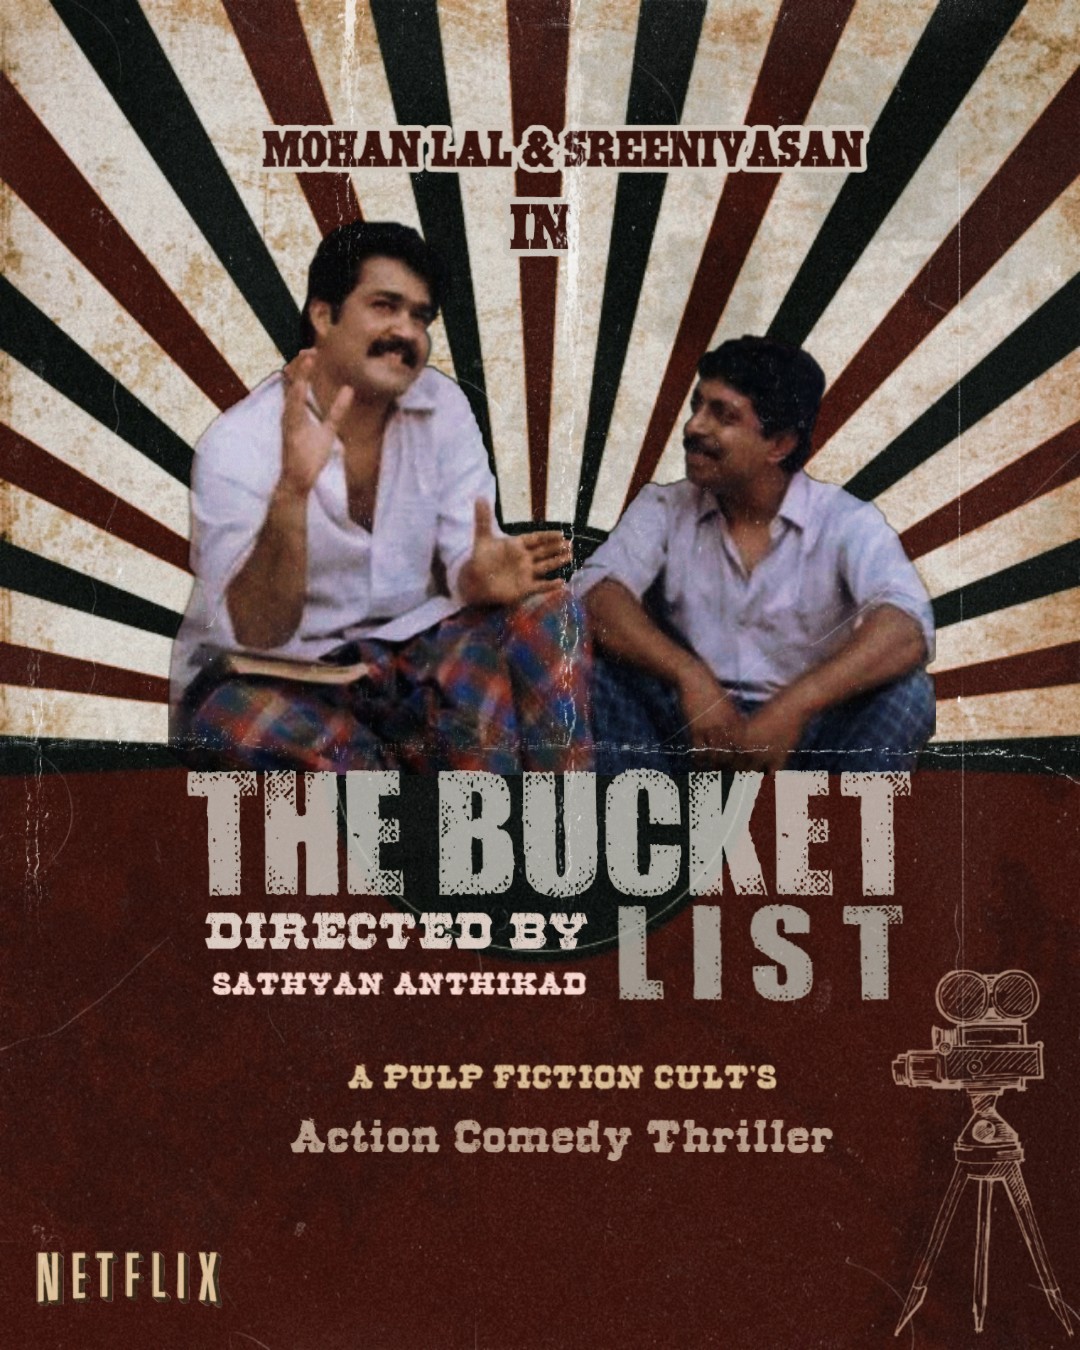 MOHAN LAL & SREENIVASAN
IN
THE BUCKET
LIST
DIRECTED BY
SATHYAN ANTHIKAD
A PULP FICTION CULT'S
Action Comedy Thriller
NETFLIX